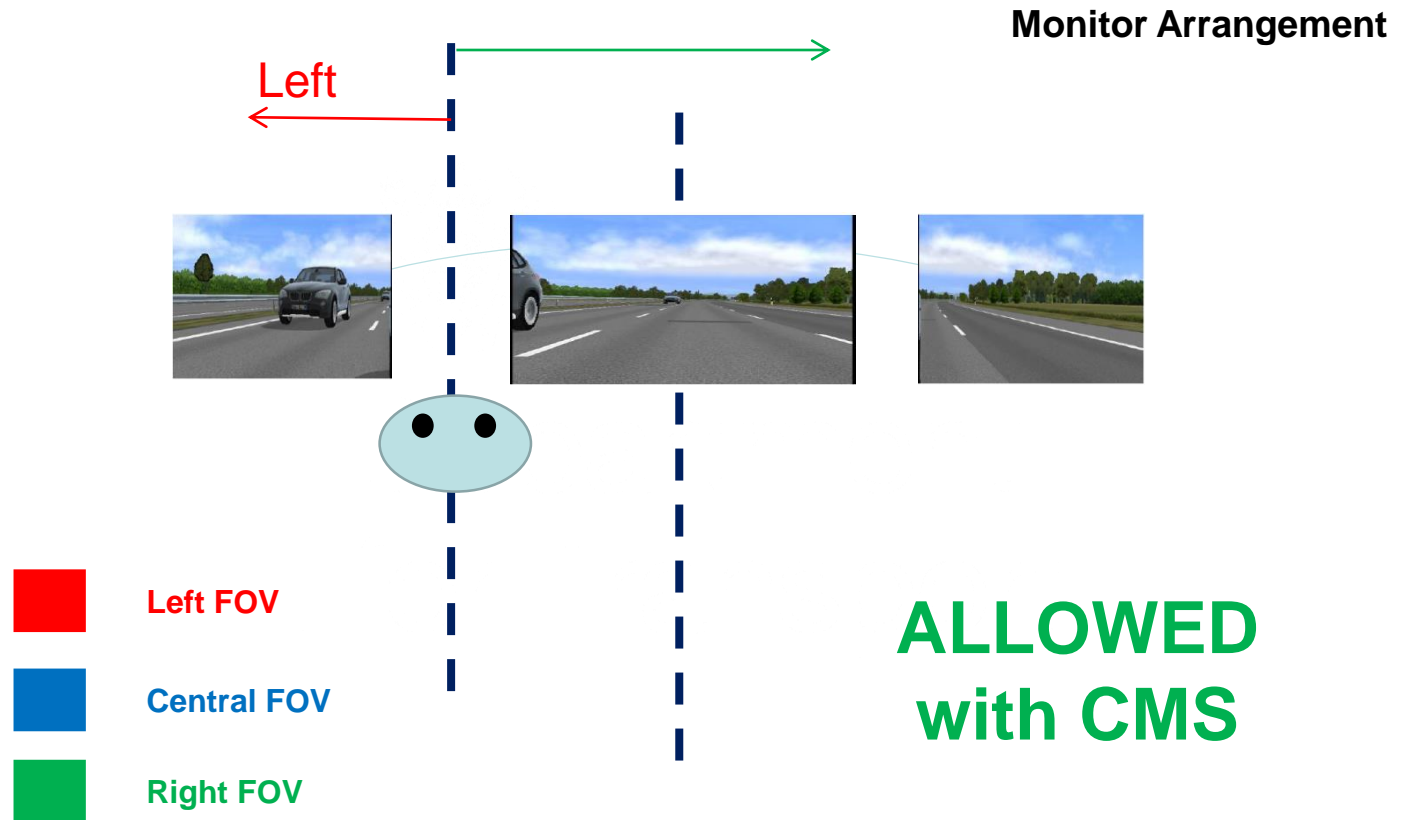 Monitor Arrangement
Left
Left FOV
Central FOV
Right FOV
ALLOWED
with CMS